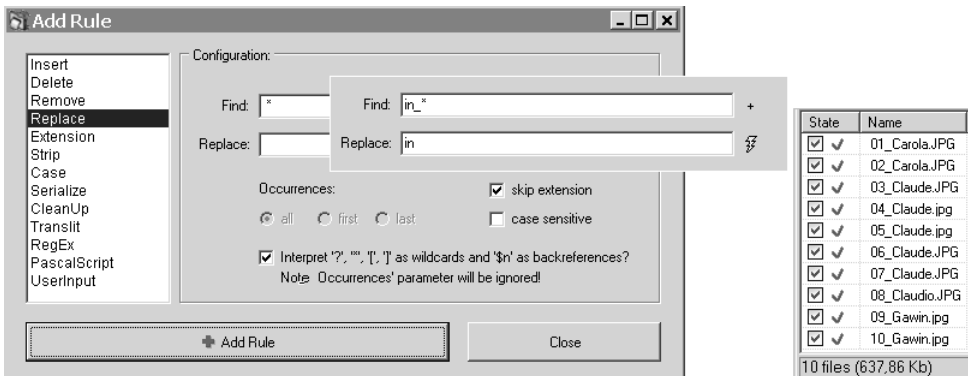 Add Rule
Insert
Delete
Remove
Replace
Extension
Strip
Case
Serialize
CleanUp
Translit
RegEx
PascalScript
UserInput
Configuration:
Find: *
Replace:
Find: in_*
+
Replace: in
Occurrences:
all first last
skip extension
case sensitive
Interpret '?', '*', '[', ']' as wildcards and '$n' as backreferences?
Note Occurrences' parameter will be ignored!
Add Rule
Close
State Name
01_Carola.JPG
02_Carola.JPG
03_Claude.JPG
04_Claude.jpg
05_Claude.jpg
06_Claude.JPG
07_Claude.JPG
08_Claudio.JPG
09_Gawin.jpg
10_Gawin.jpg
10 files (637,86 Kb)